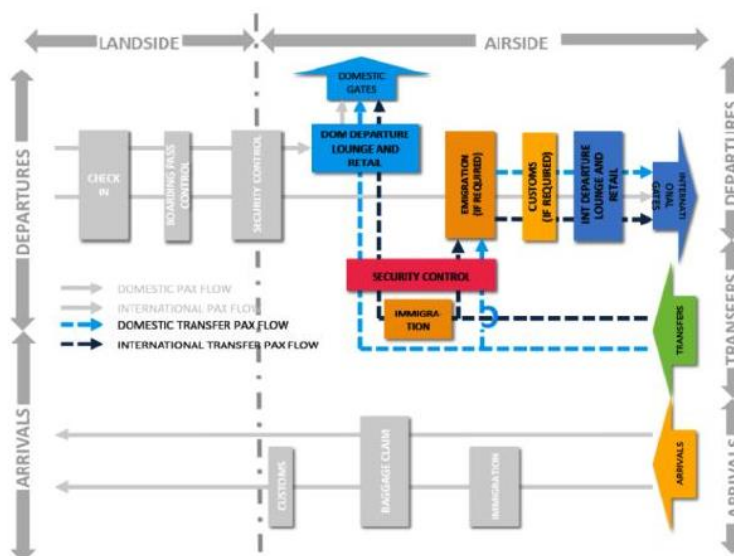 LANDSIDE
AIRSIDE
DEPARTURES
TRANSFERS
ARRIVALS
DOMESTIC
GATES
CHECK
IN
BOARDING PASS
CONTROL
SECURITY CONTROL
DOM DEPARTURE
LOUNGE AND
RETAIL
EMIGRATION
(IF REQUIRED)
CUSTOMS
(IF REQUIRED)
INT DEPARTURE
LOUNGE AND
RETAIL
INTERNATI
ONAL
GATES
DEPARTURES
SECURITY CONTROL
IMMIGRA-
TION
DOMESTIC PAX FLOW
INTERNATIONAL PAX FLOW
DOMESTIC TRANSFER PAX FLOW
INTERNATIONAL TRANSFER PAX FLOW
TRANSFERS
ARRIVALS
CUSTOMS
BAGGAGE CLAIM
IMMIGRATION
ARRIVALS